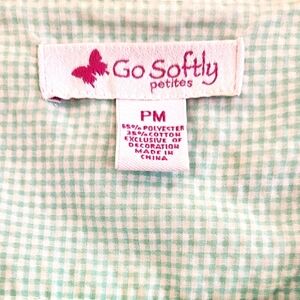 Go Softly
petites
PM
65% POLYESTER
35% COTTON
EXCLUSIVE OF
DECORATION
MADE IN
CHINA